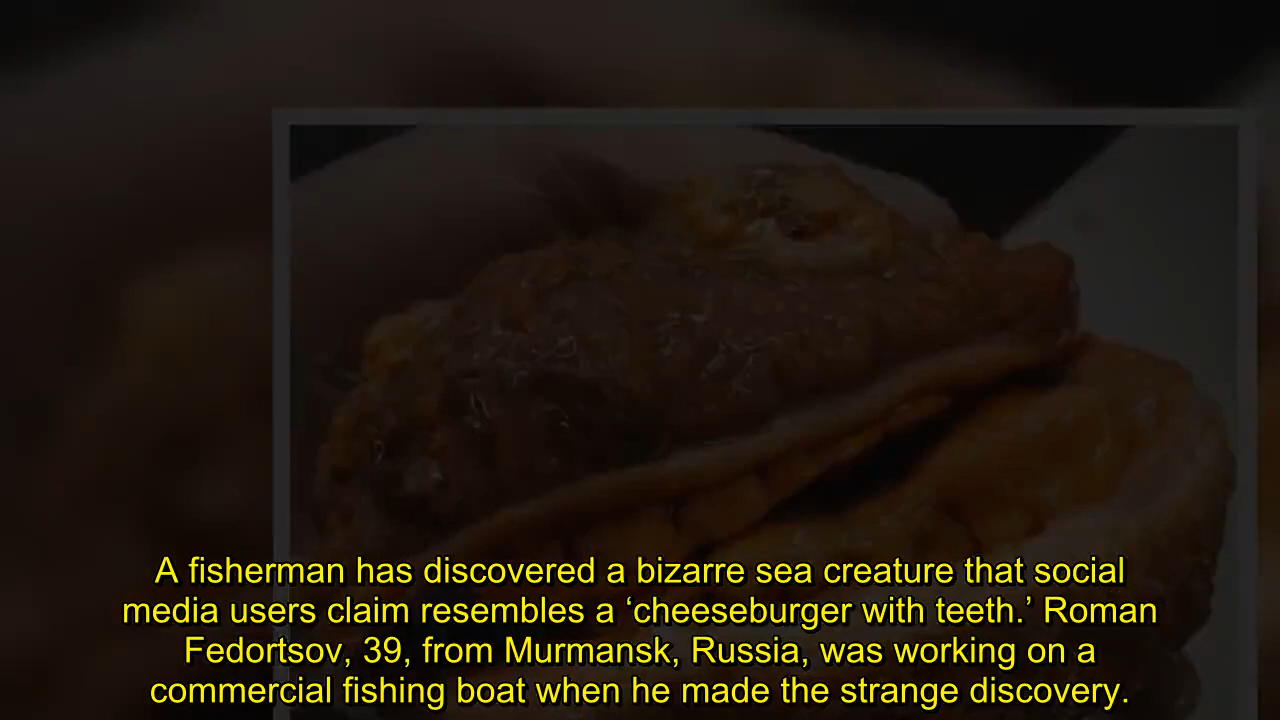 A fisherman has discovered a bizarre sea creature that social
media users claim resembles a ‘cheeseburger with teeth.’ Roman
Fedortsov, 39, from Murmansk, Russia, was working on a
commercial fishing boat when he made the strange discovery.